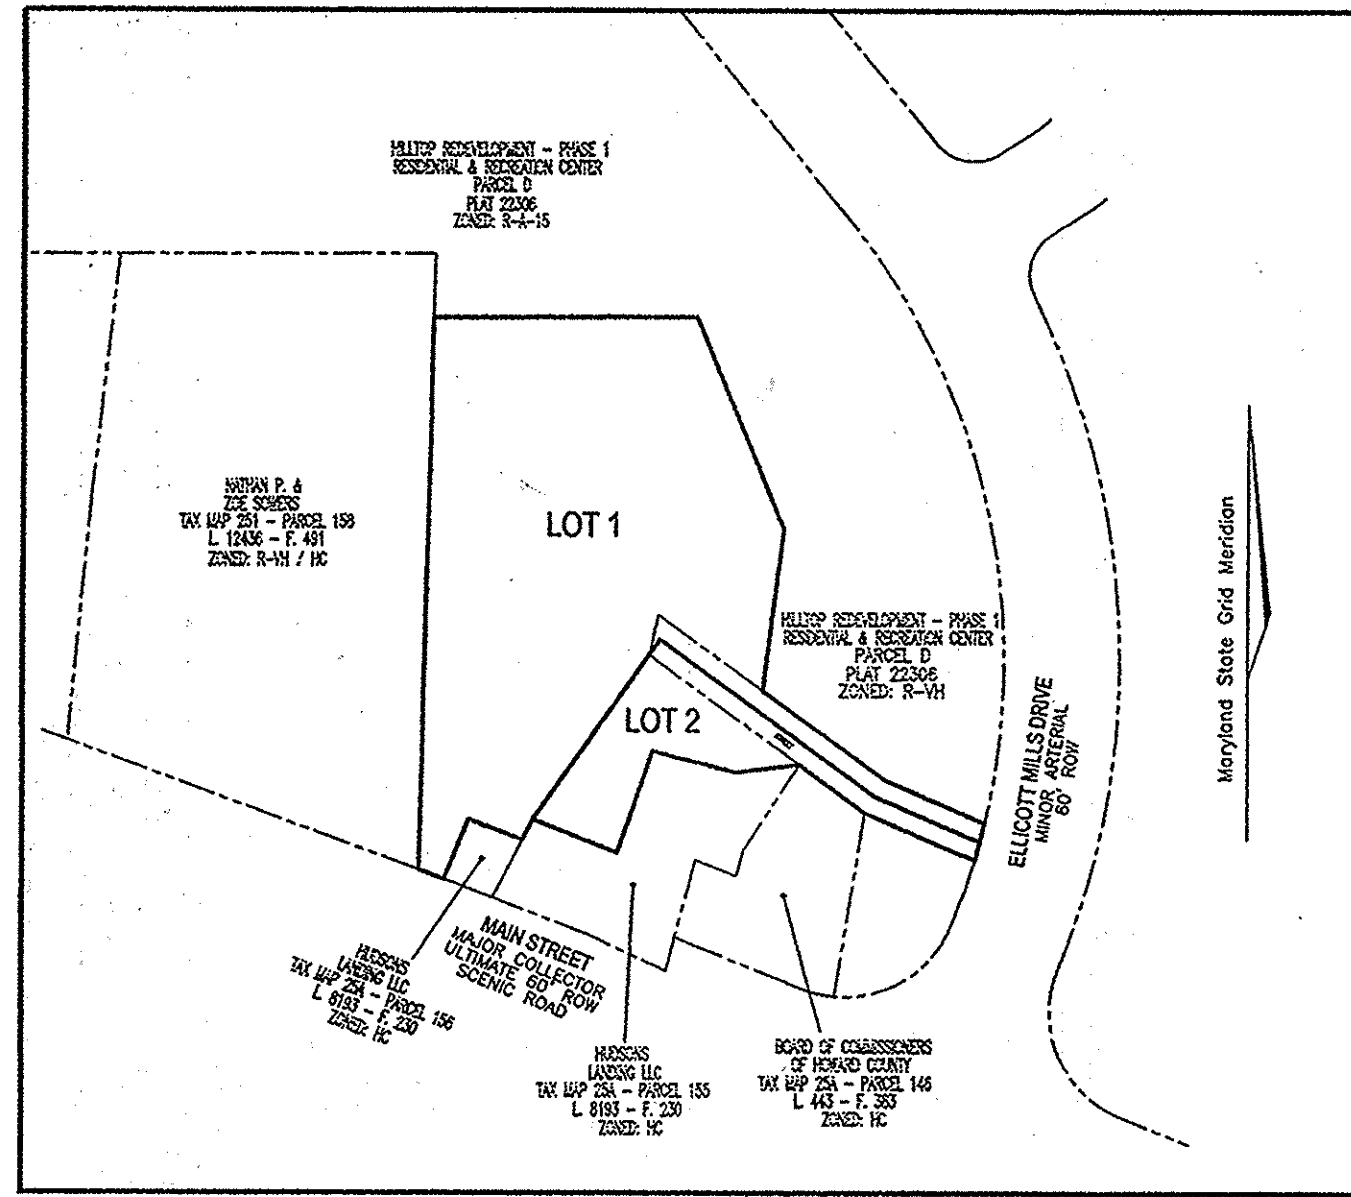 HILLTOP REDEVELOPMENT – PHASE 1
RESIDENTIAL & RECREATION CENTER
PARCEL D
PLAT 22306
ZONED: R-A-15
NATHAN P. &
ZOE SOWERS
TAX MAP 251 – PARCEL 158
L. 12436 – F. 491
ZONED: R-VH / HC
LOT 1
HILLTOP REDEVELOPMENT – PHASE 1
RESIDENTIAL & RECREATION CENTER
PARCEL D
PLAT 22306
ZONED: R-VH
LOT 2
ELLICOTT MILLS DRIVE
MINOR ARTERIAL
60' ROW
Maryland State Grid Meridian
MAIN STREET
MAJOR COLLECTOR
ULTIMATE 60' ROW
SCENIC ROAD
HUDSONS
LANDING LLC
TAX MAP 25A – PARCEL 156
L. 8193 – F. 230
ZONED: HC
HUDSONS
LANDING LLC
TAX MAP 25A – PARCEL 155
L. 8193 – F. 230
ZONED: HC
BOARD OF COMMISSIONERS
OF HOWARD COUNTY
TAX MAP 25A – PARCEL 146
L. 443 – F. 363
ZONED: HC